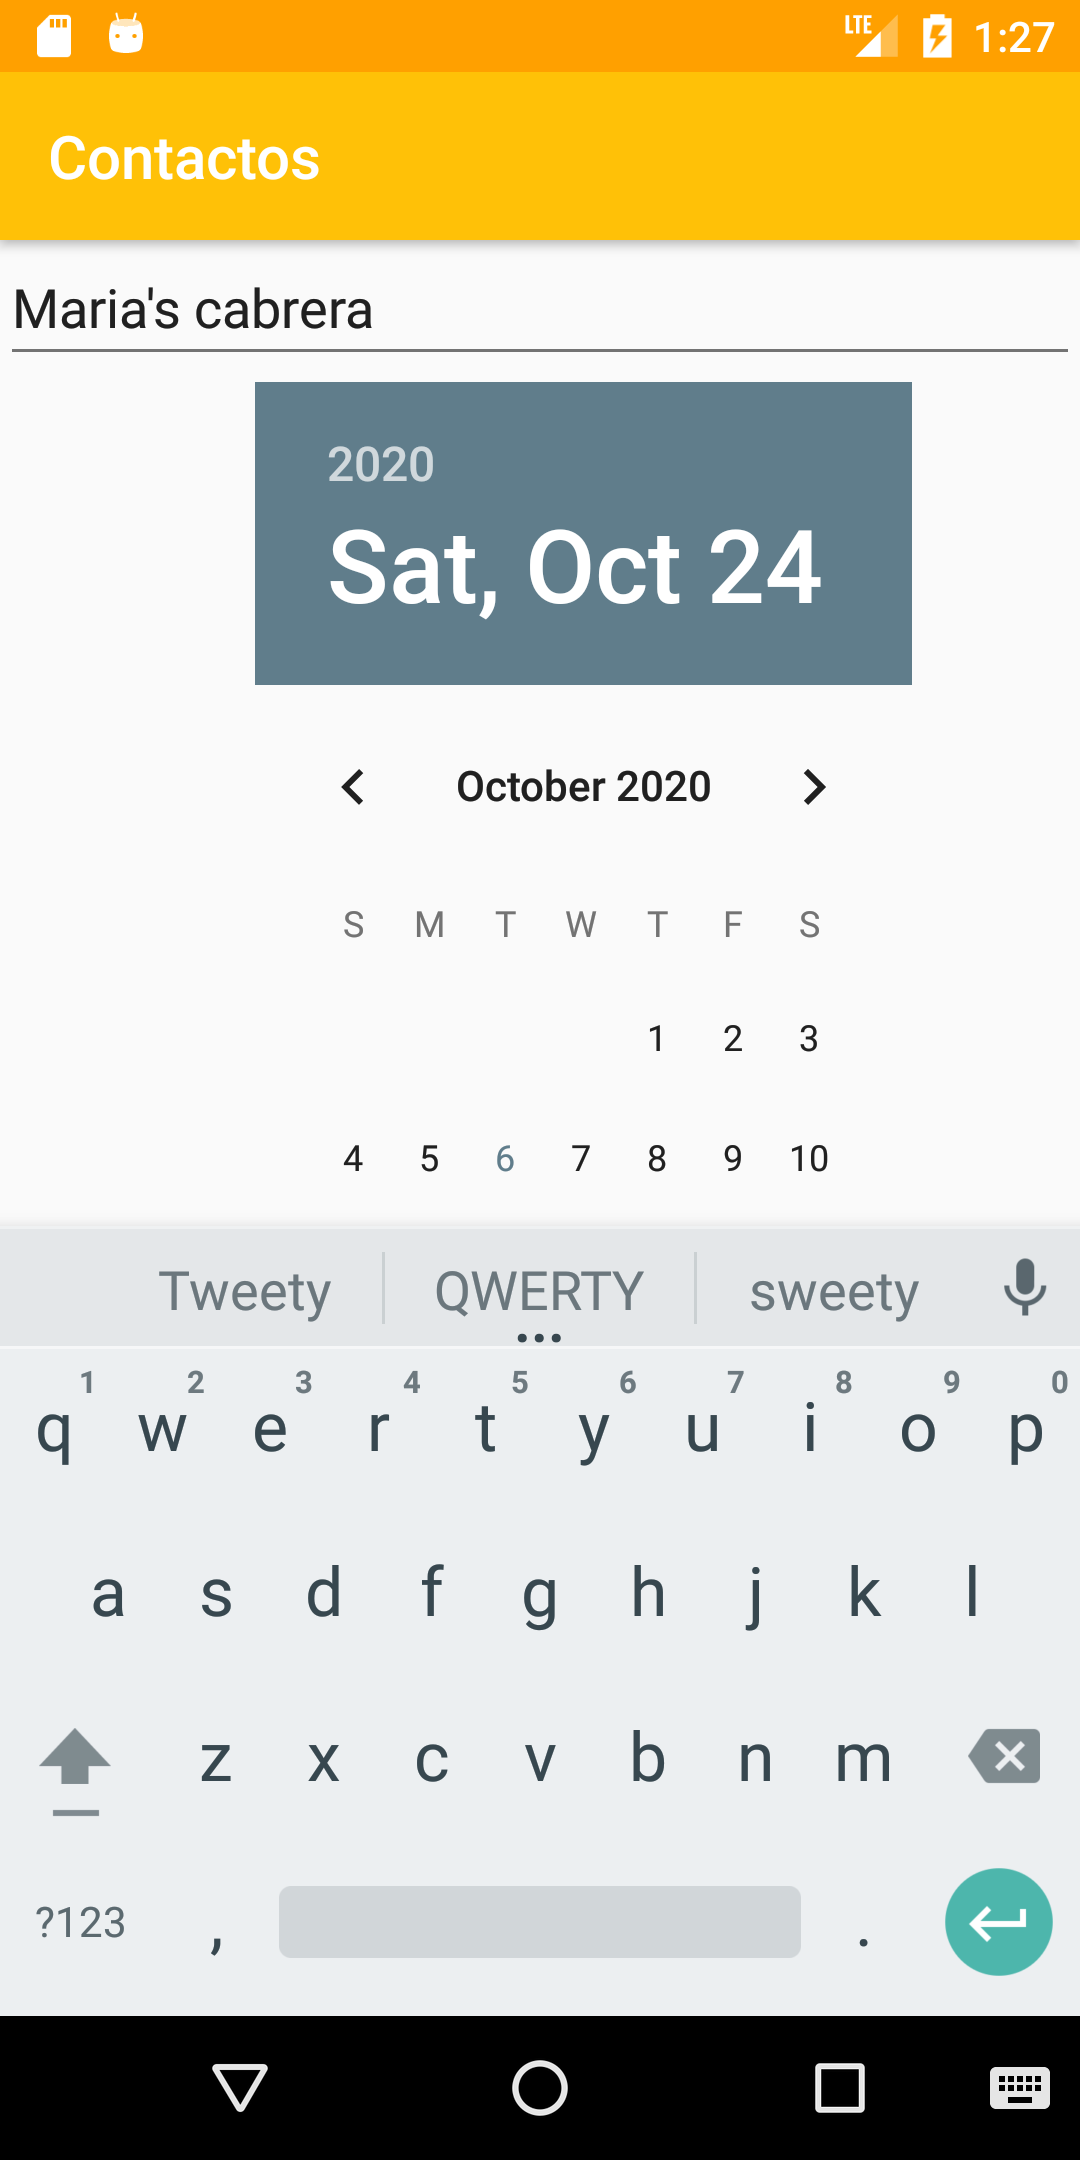 LTE 1:27
Contactos
Maria's cabrera
2020
Sat, Oct 24
October 2020
S M T W T F S
1 2 3
4 5 6 7 8 9 10
Tweety QWERTY sweety
1 2 3 4 5 6 7 8 9 0
q w e r t y u i o p
a s d f g h j k l
z x c v b n m
?123 , .